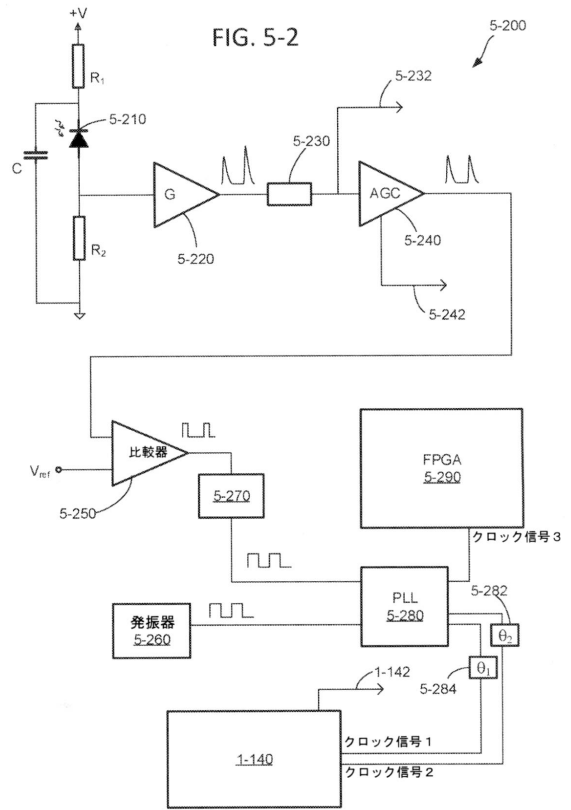 FIG. 5-2
5-200
+V
R₁
5-210
C
R₂
G
5-220
5-230
5-232
AGC
5-240
5-242
比較器
Vref
5-250
5-270
FPGA
5-290
クロック信号3
発振器
5-260
PLL
5-280
5-282
θ₂
θ₁
5-284
1-142
1-140
クロック信号1
クロック信号2